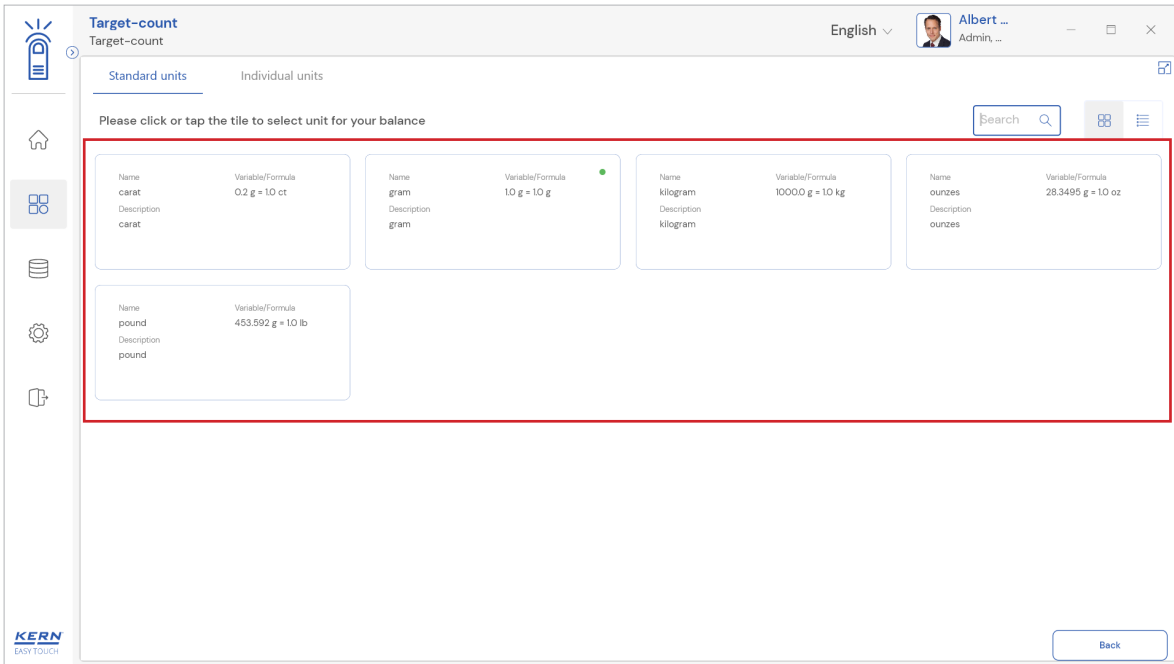 Target-count
Target-count
English
Albert ...
Admin, ...
Standard units
Individual units
Please click or tap the tile to select unit for your balance
Search
Name
Variable/Formula
carat
0.2 g = 1.0 ct
Description
carat
Name
Variable/Formula
gram
1.0 g = 1.0 g
Description
gram
Name
Variable/Formula
kilogram
1000.0 g = 1.0 kg
Description
kilogram
Name
Variable/Formula
ounzes
28.3495 g = 1.0 oz
Description
ounzes
Name
Variable/Formula
pound
453.592 g = 1.0 lb
Description
pound
KERN
EASY TOUCH
Back